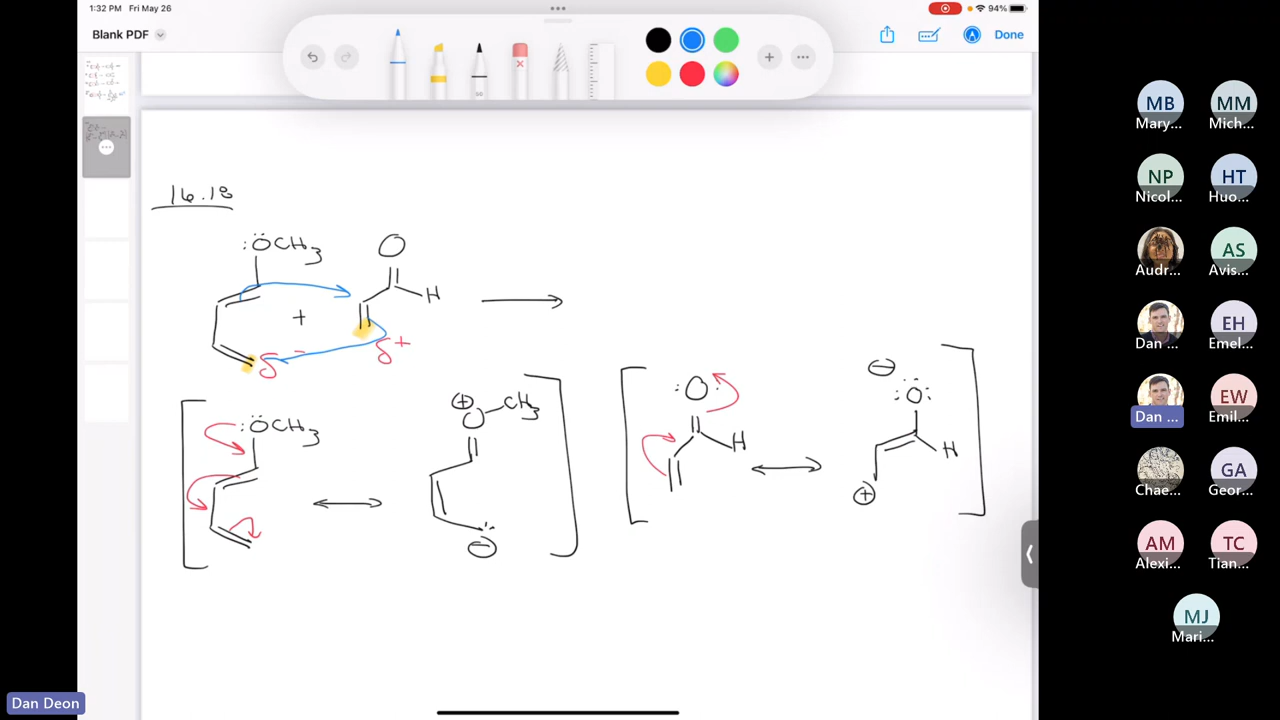 1:32 PM Fri May 26
94%
Blank PDF
Done
16.18
:ÖCH3
O
H
+
δ-
δ+
:ÖCH3
⊕
O-CH3
⊖
:O:
H
⊖
:Ö:
H
⊕
MB
Mary...
MM
Mich...
NP
Nicol...
HT
Huo...
Audr...
AS
Avis...
Dan ...
EH
Emel...
Dan ...
EW
Emil...
Chae...
GA
Geor...
AM
Alexi...
TC
Tian...
MJ
Mari...
Dan Deon